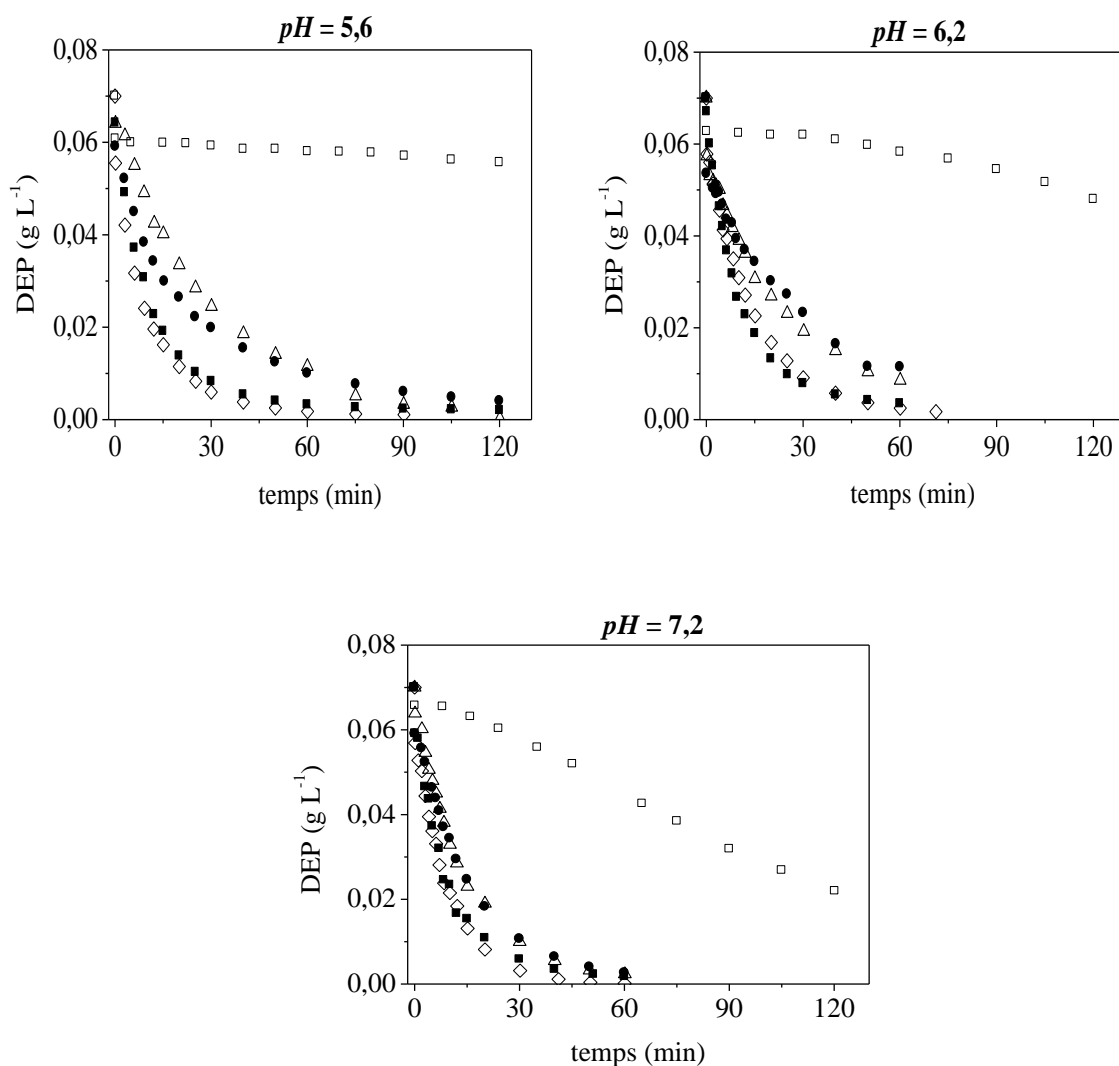 pH = 5,6
0,08
0,06
0,04
0,02
0,00
DEP (g L-1)
0 30 60 90 120
temps (min)
pH = 6,2
0,08
0,06
0,04
0,02
0,00
DEP (g L-1)
0 30 60 90 120
temps (min)
pH = 7,2
0,08
0,06
0,04
0,02
0,00
DEP (g L-1)
0 30 60 90 120
temps (min)